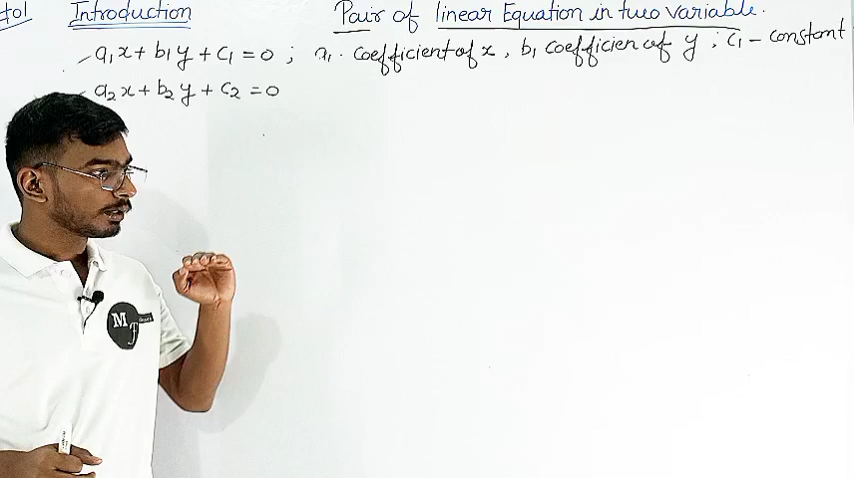 Introduction Pair of linear Equation in two variable.
a₁x + b₁y + c₁ = 0 ; a₁ . coefficient of x , b₁ coefficien of y ; c₁ – constant
a₂x + b₂y + c₂ = 0
M